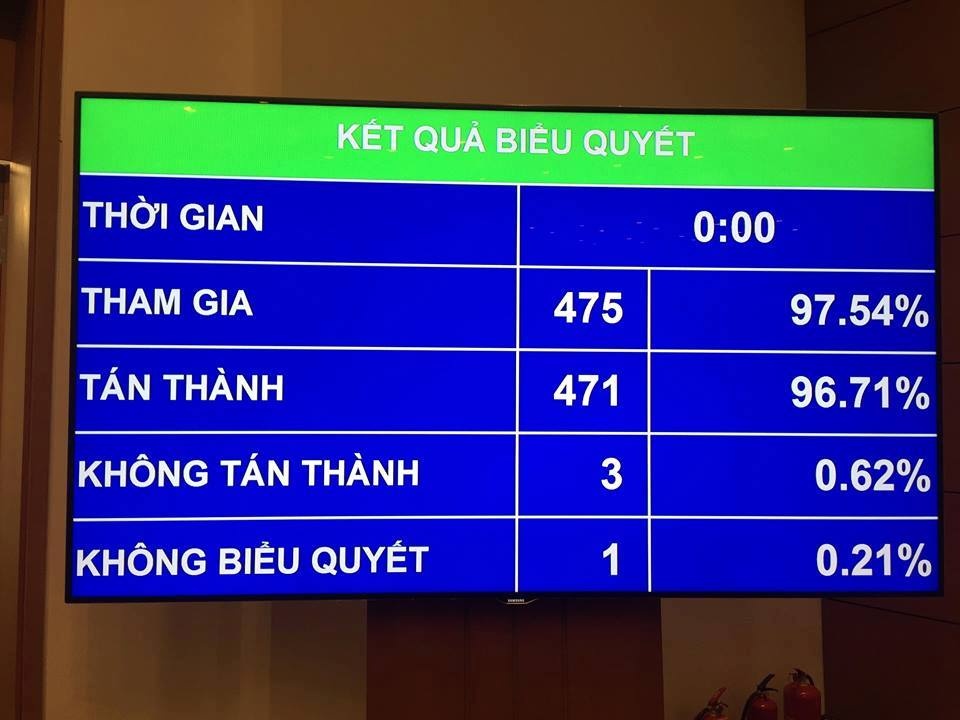 KẾT QUẢ BIỂU QUYẾT
THỜI GIAN 0:00
THAM GIA 475 97.54%
TÁN THÀNH 471 96.71%
KHÔNG TÁN THÀNH 3 0.62%
KHÔNG BIỂU QUYẾT 1 0.21%
SAMSUNG